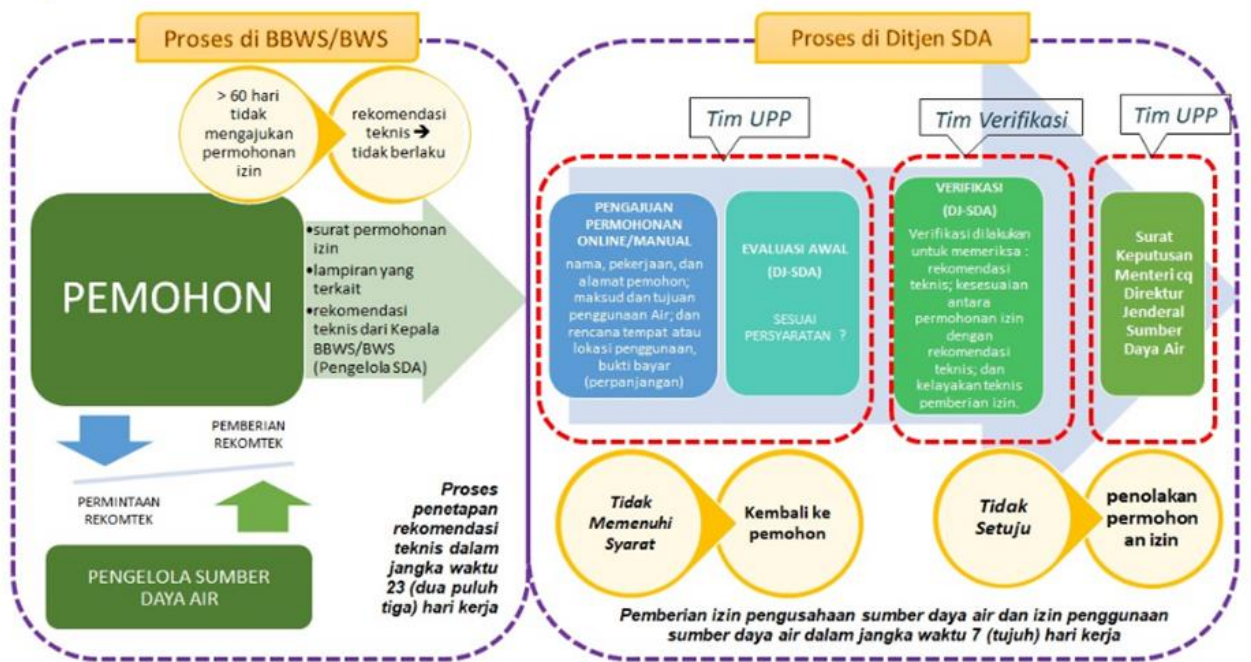 Proses di BBWS/BWS
> 60 hari
tidak
mengajukan
permohonan
izin
rekomendasi
teknis ➔
tidak berlaku
PEMOHON
•surat permohonan
izin
•lampiran yang
terkait
•rekomendasi
teknis dari Kepala
BBWS/BWS
(Pengelola SDA)
PEMBERIAN
REKOMTEK
PERMINTAAN
REKOMTEK
PENGELOLA SUMBER
DAYA AIR
Proses
penetapan
rekomendasi
teknis dalam
jangka waktu
23 (dua puluh
tiga) hari kerja
Proses di Ditjen SDA
Tim UPP
Tim Verifikasi
Tim UPP
PENGAJUAN
PERMOHONAN
ONLINE/MANUAL
nama, pekerjaan, dan
alamat pemohon;
maksud dan tujuan
penggunaan Air; dan
rencana tempat atau
lokasi penggunaan,
bukti bayar
(perpanjangan)
EVALUASI AWAL
(DJ-SDA)
SESUAI
PERSYARATAN ?
VERIFIKASI
(DJ-SDA)
Verifikasi dilakukan
untuk memeriksa :
rekomendasi
teknis; kesesuaian
antara
permohonan izin
dengan
rekomendasi
teknis; dan
kelayakan teknis
pemberian izin.
Surat
Keputusan
Menteri cq
Direktur
Jenderal
Sumber
Daya Air
Tidak
Memenuhi
Syarat
Kembali ke
pemohon
Tidak
Setuju
penolakan
permohon
an izin
Pemberian izin pengusahaan sumber daya air dan izin penggunaan
sumber daya air dalam jangka waktu 7 (tujuh) hari kerja